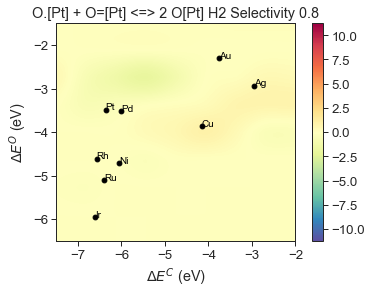 O.[Pt] + O=[Pt] <=> 2 O[Pt] H2 Selectivity 0.8
ΔE^O (eV)
−2
−3
−4
−5
−6
Au
Ag
Pt
Pd
Cu
Rh
Ni
Ru
Ir
−7
−6
−5
−4
−3
−2
ΔE^C (eV)
10.0
7.5
5.0
2.5
0.0
−2.5
−5.0
−7.5
−10.0